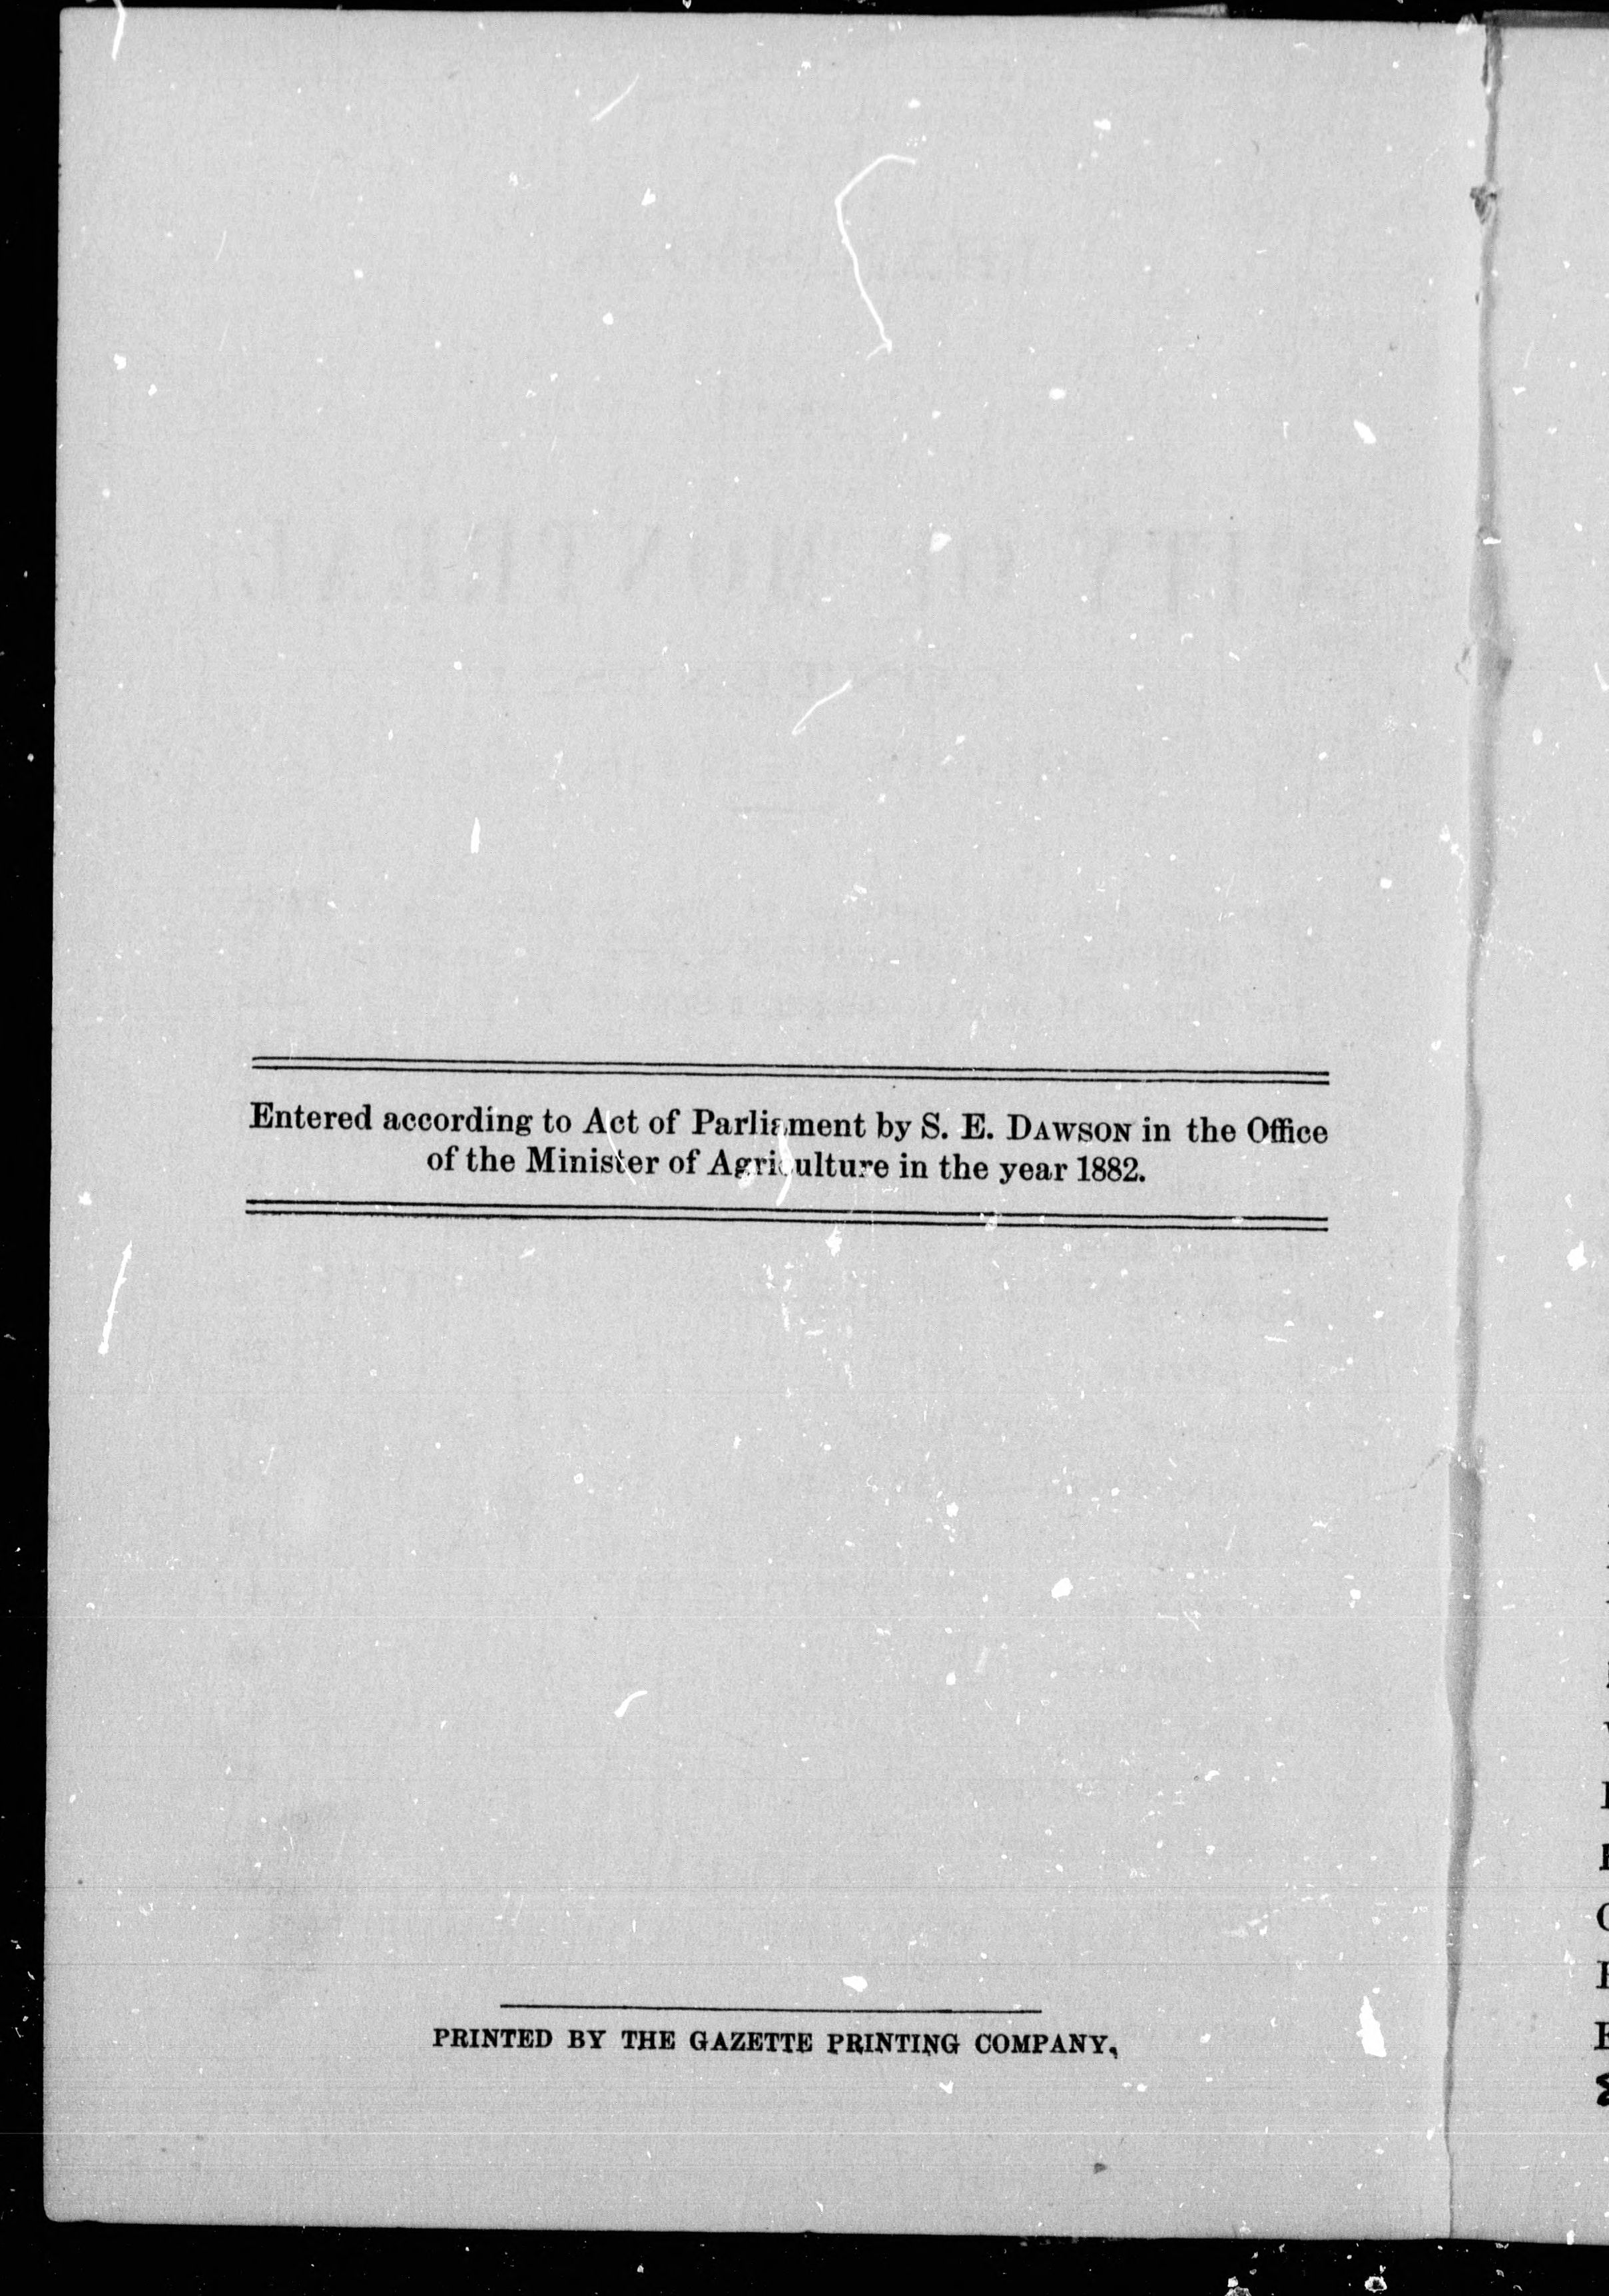 Entered according to Act of Parliament by S. E. DAWSON in the Office
of the Minister of Agriculture in the year 1882.
PRINTED BY THE GAZETTE PRINTING COMPANY,